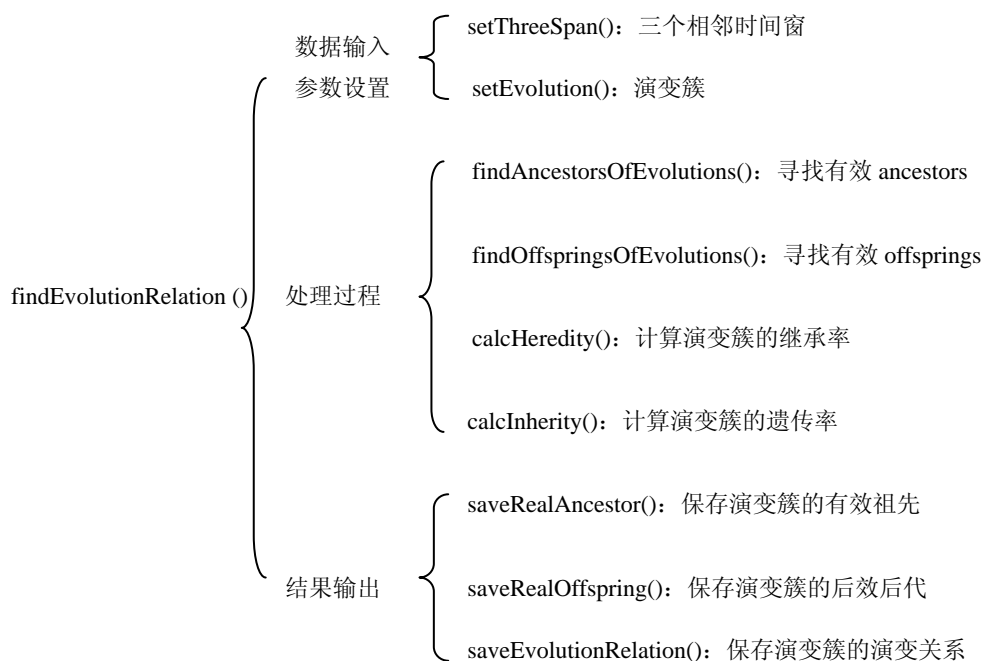 setThreeSpan()：三个相邻时间窗
数据输入
参数设置
setEvolution()：演变簇
findAncestorsOfEvolutions()：寻找有效 ancestors
findOffspringsOfEvolutions()：寻找有效 offsprings
findEvolutionRelation ()
处理过程
calcHeredity()：计算演变簇的继承率
calcInherity()：计算演变簇的遗传率
saveRealAncestor()：保存演变簇的有效祖先
结果输出
saveRealOffspring()：保存演变簇的后效后代
saveEvolutionRelation()：保存演变簇的演变关系